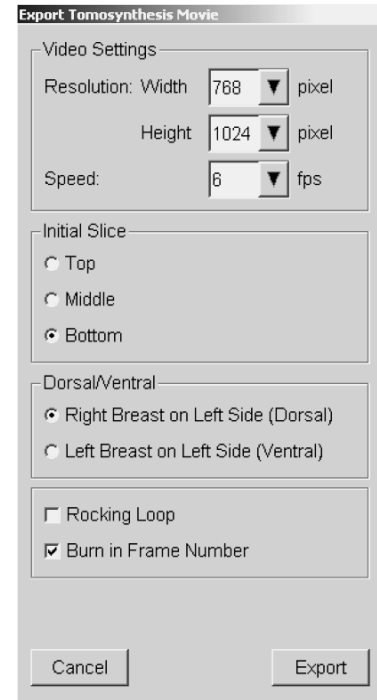 Export Tomosynthesis Movie
Video Settings
Resolution: Width 768 pixel
Height 1024 pixel
Speed: 6 fps
Initial Slice
Top
Middle
Bottom
Dorsal/Ventral
Right Breast on Left Side (Dorsal)
Left Breast on Left Side (Ventral)
Rocking Loop
Burn in Frame Number
Cancel Export